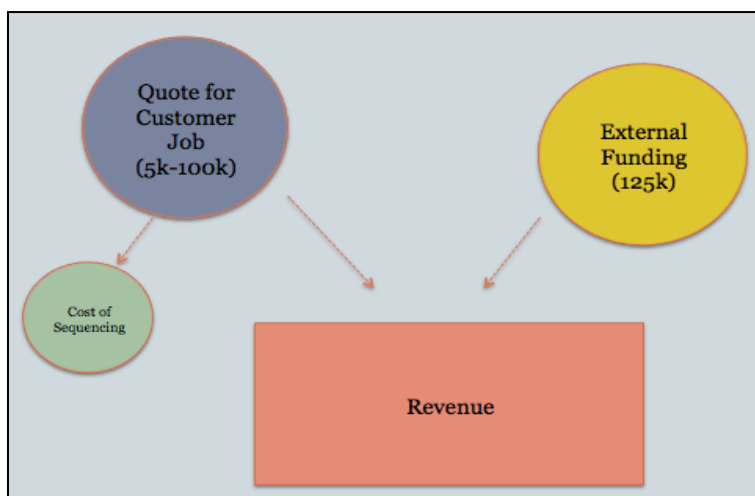 Quote for
Customer
Job
(5k-100k)
External
Funding
(125k)
Cost of
Sequencing
Revenue